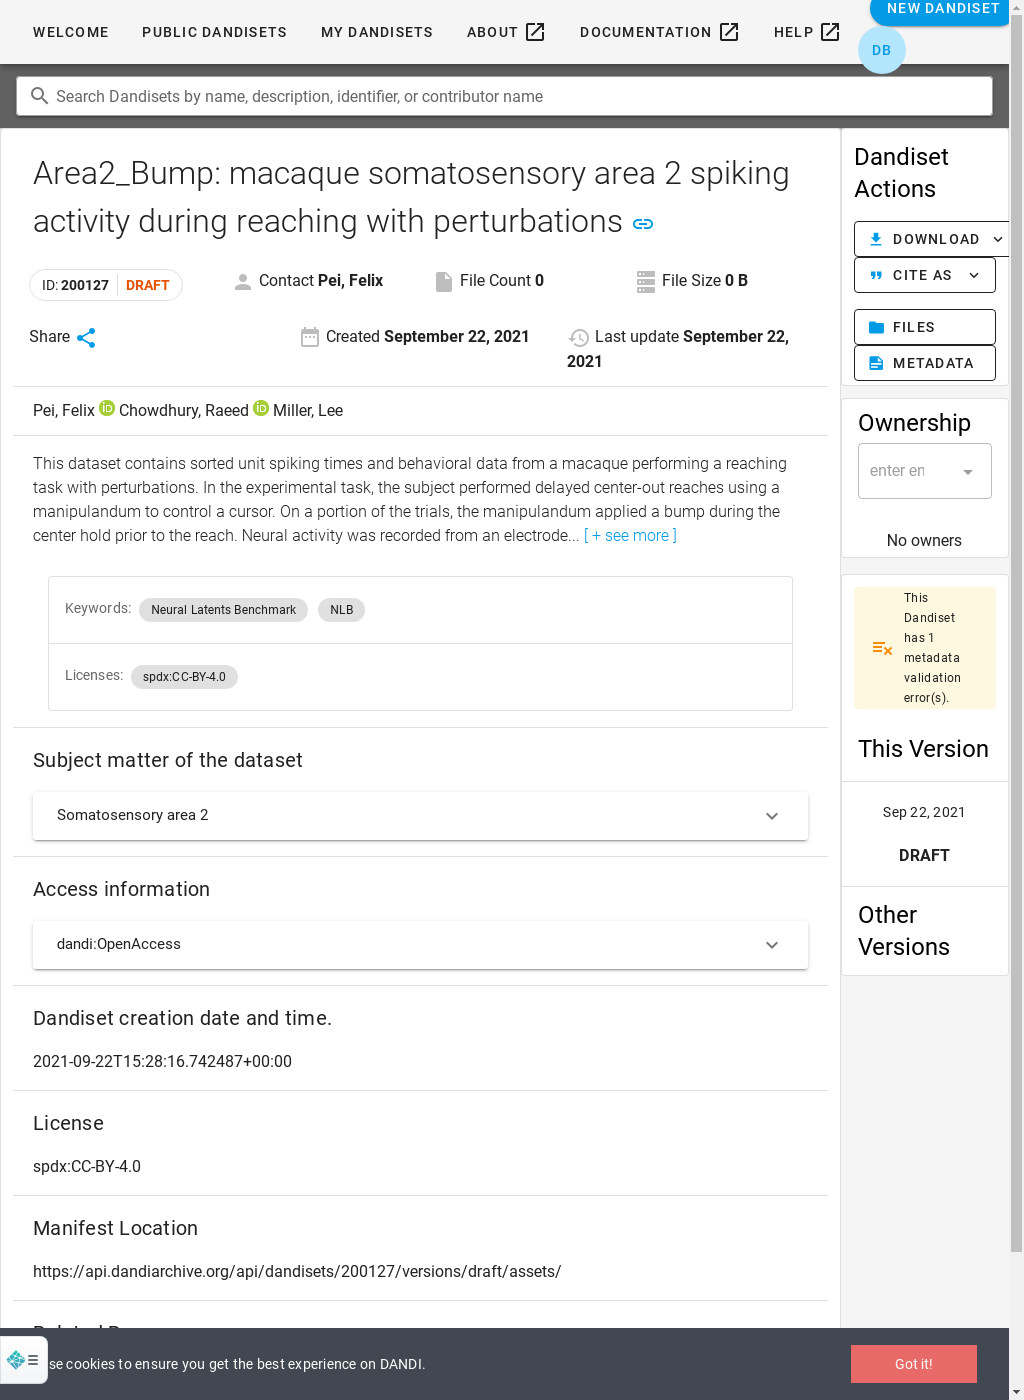 WELCOME
PUBLIC DANDISETS
MY DANDISETS
ABOUT
DOCUMENTATION
HELP
NEW DANDISET
DB
Search Dandisets by name, description, identifier, or contributor name
Area2_Bump: macaque somatosensory area 2 spiking
activity during reaching with perturbations
ID: 200127 DRAFT
Contact Pei, Felix
File Count 0
File Size 0 B
Share
Created September 22, 2021
Last update September 22,
2021
Pei, Felix Chowdhury, Raeed Miller, Lee
This dataset contains sorted unit spiking times and behavioral data from a macaque performing a reaching
task with perturbations. In the experimental task, the subject performed delayed center-out reaches using a
manipulandum to control a cursor. On a portion of the trials, the manipulandum applied a bump during the
center hold prior to the reach. Neural activity was recorded from an electrode... [ + see more ]
Keywords: Neural Latents Benchmark NLB
Licenses: spdx:CC-BY-4.0
Subject matter of the dataset
Somatosensory area 2
Access information
dandi:OpenAccess
Dandiset creation date and time.
2021-09-22T15:28:16.742487+00:00
License
spdx:CC-BY-4.0
Manifest Location
https://api.dandiarchive.org/api/dandisets/200127/versions/draft/assets/
Dandiset
Actions
DOWNLOAD
CITE AS
FILES
METADATA
Ownership
enter en
No owners
This
Dandiset
has 1
metadata
validation
error(s).
This Version
Sep 22, 2021
DRAFT
Other
Versions
se cookies to ensure you get the best experience on DANDI.
Got it!